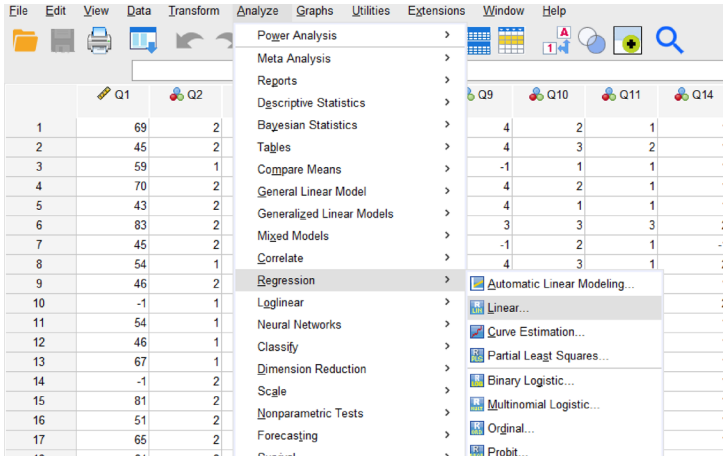 File Edit View Data Transform Analyze Graphs Utilities Extensions Window Help
Power Analysis
Meta Analysis
Reports
Descriptive Statistics
Bayesian Statistics
Tables
Compare Means
General Linear Model
Generalized Linear Models
Mixed Models
Correlate
Regression
Loglinear
Neural Networks
Classify
Dimension Reduction
Scale
Nonparametric Tests
Forecasting
Automatic Linear Modeling...
Linear...
Curve Estimation...
Partial Least Squares...
Binary Logistic...
Multinomial Logistic...
Ordinal...
Probit...
A
1
Q1 Q2 Q9 Q10 Q11 Q14
1 69 2 4 2 1
2 45 2 4 3 2
3 59 1 -1 1 1
4 70 2 4 2 1
5 43 2 4 1 1
6 83 2 3 3 3
7 45 2 -1 2 1
8 54 1 4 3 1
9 46 2
10 -1 1
11 54 1
12 46 1
13 67 1
14 -1 2
15 81 2
16 51 2
17 65 2